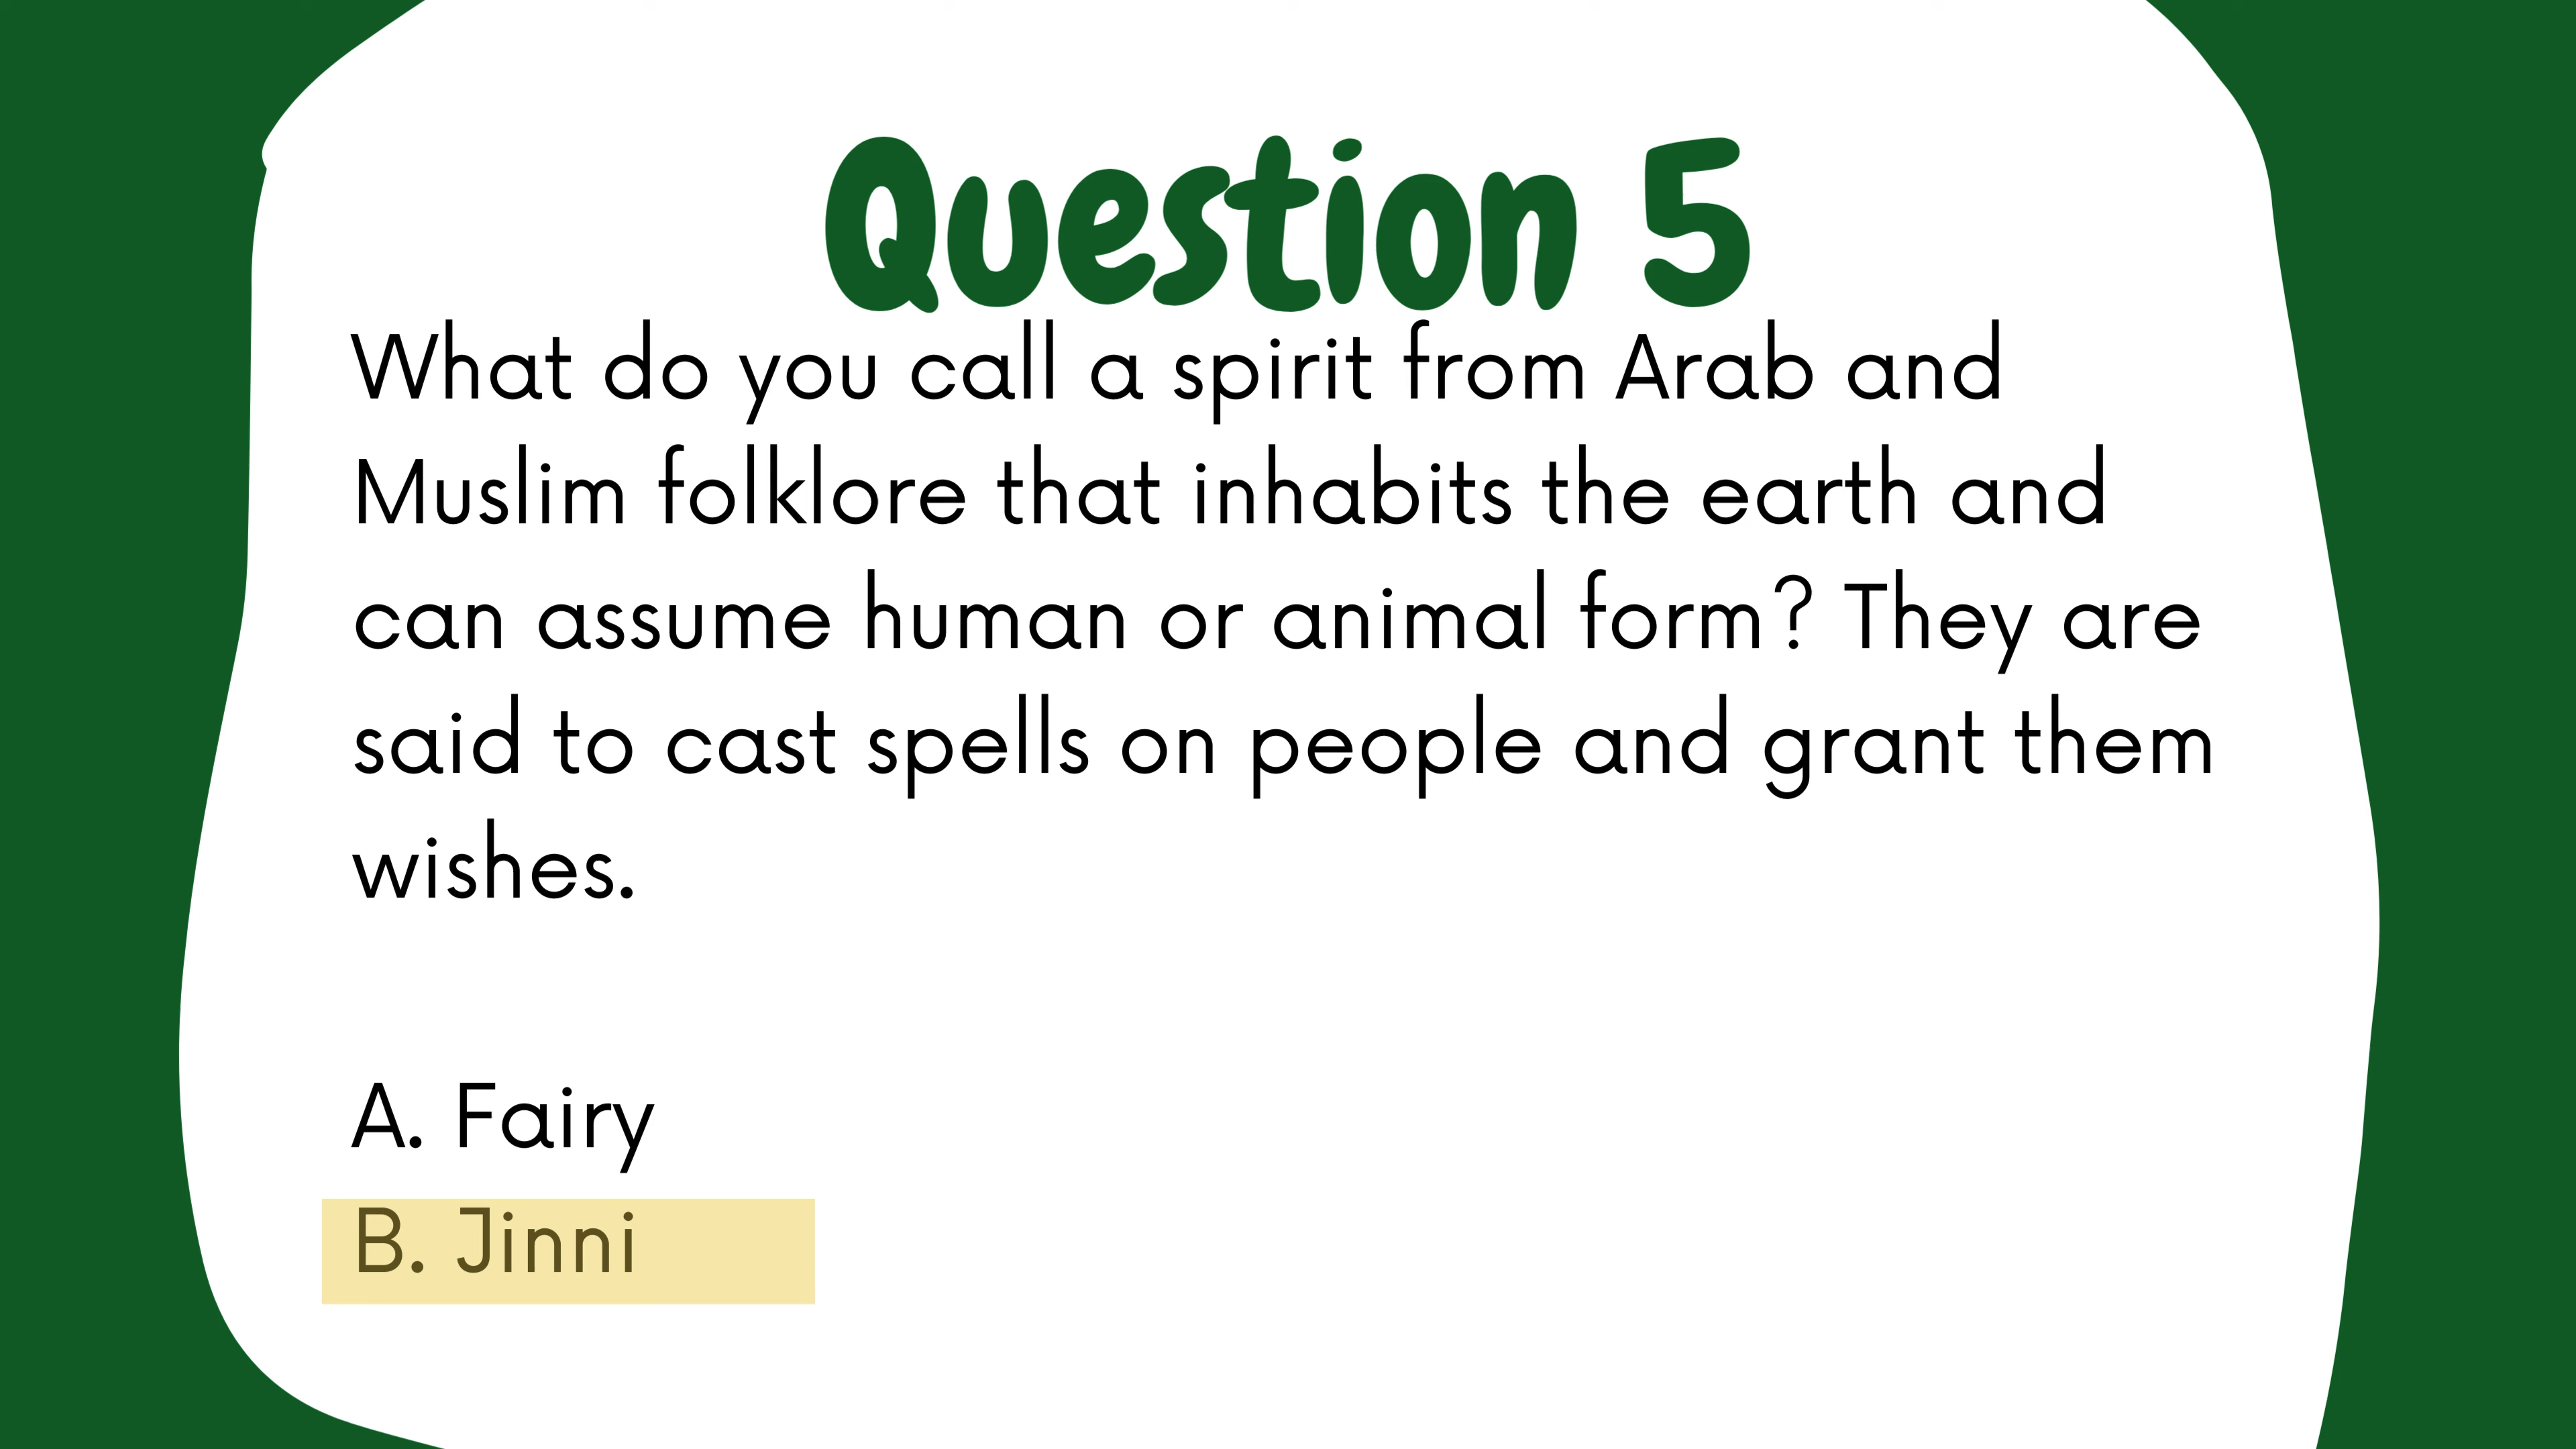 Question 5
What do you call a spirit from Arab and
Muslim folklore that inhabits the earth and
can assume human or animal form? They are
said to cast spells on people and grant them
wishes.
A. Fairy
B. Jinni